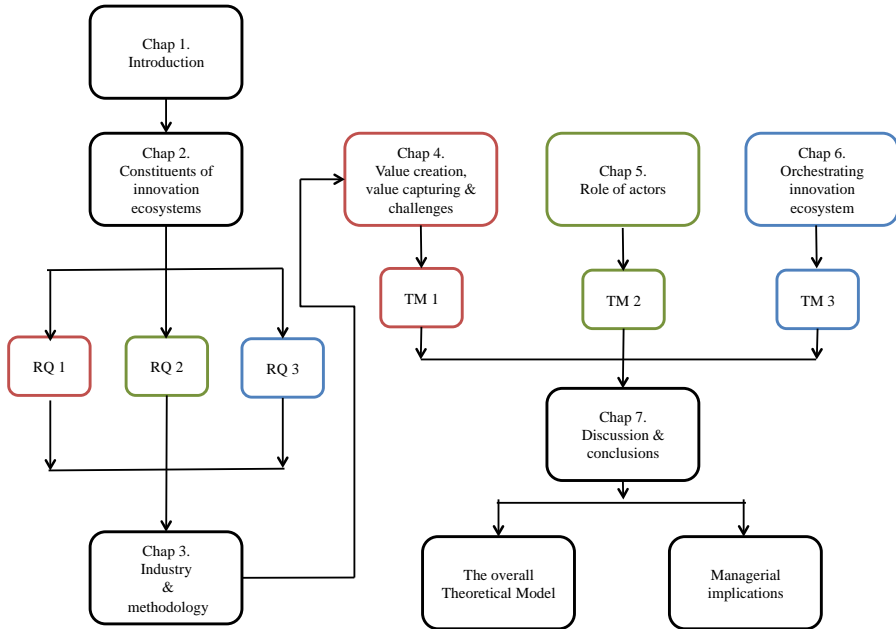 Chap 1.
Introduction
Chap 2.
Constituents of
innovation
ecosystems
RQ 1
RQ 2
RQ 3
Chap 3.
Industry
&
methodology
Chap 4.
Value creation,
value capturing &
challenges
Chap 5.
Role of actors
Chap 6.
Orchestrating
innovation
ecosystem
TM 1
TM 2
TM 3
Chap 7.
Discussion &
conclusions
The overall
Theoretical Model
Managerial
implications